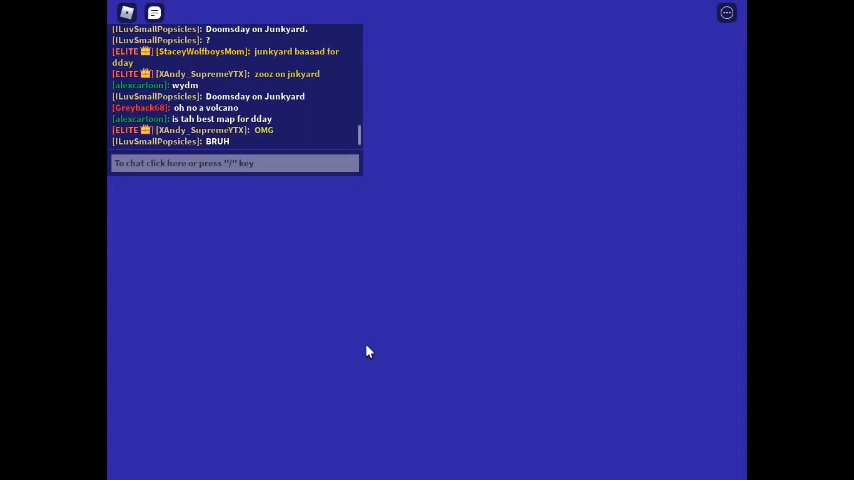 [ILuvSmallPopsicles]: Doomsday on Junkyard.
[ILuvSmallPopsicles]: ?
[ELITE] [StaceyWolfboysMom]: junkyard baaaad for
dday
[ELITE] [XAndy_SupremeYTX]: zooz on jnkyard
[alexcartoon]: wydm
[ILuvSmallPopsicles]: Doomsday on Junkyard
[Greyback68]: oh no a volcano
[alexcartoon]: is tah best map for dday
[ELITE] [XAndy_SupremeYTX]: OMG
[ILuvSmallPopsicles]: BRUH
To chat click here or press "/" key